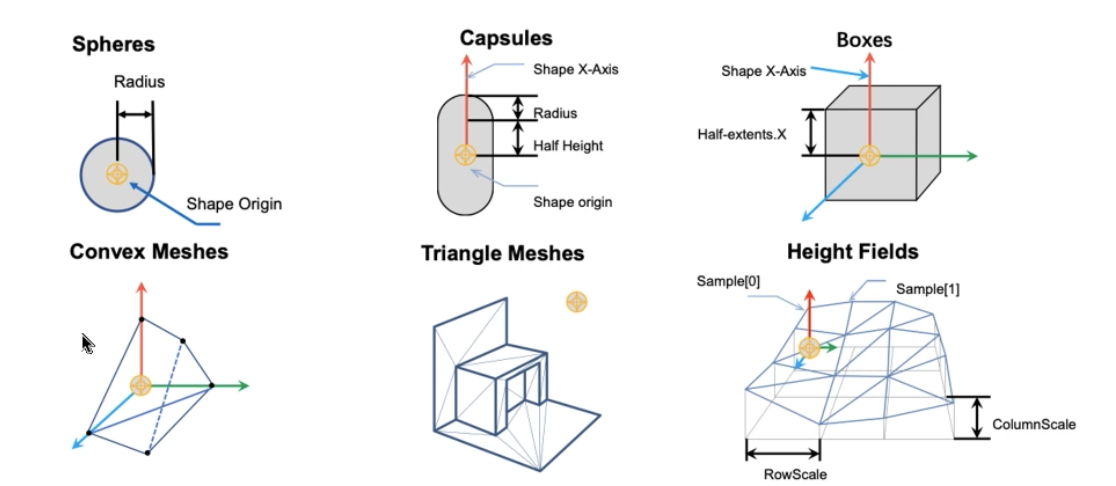 Spheres
Radius
Shape Origin
Capsules
Shape X-Axis
Radius
Half Height
Shape origin
Boxes
Shape X-Axis
Half-extents.X
Convex Meshes
Triangle Meshes
Height Fields
Sample[0]
Sample[1]
ColumnScale
RowScale